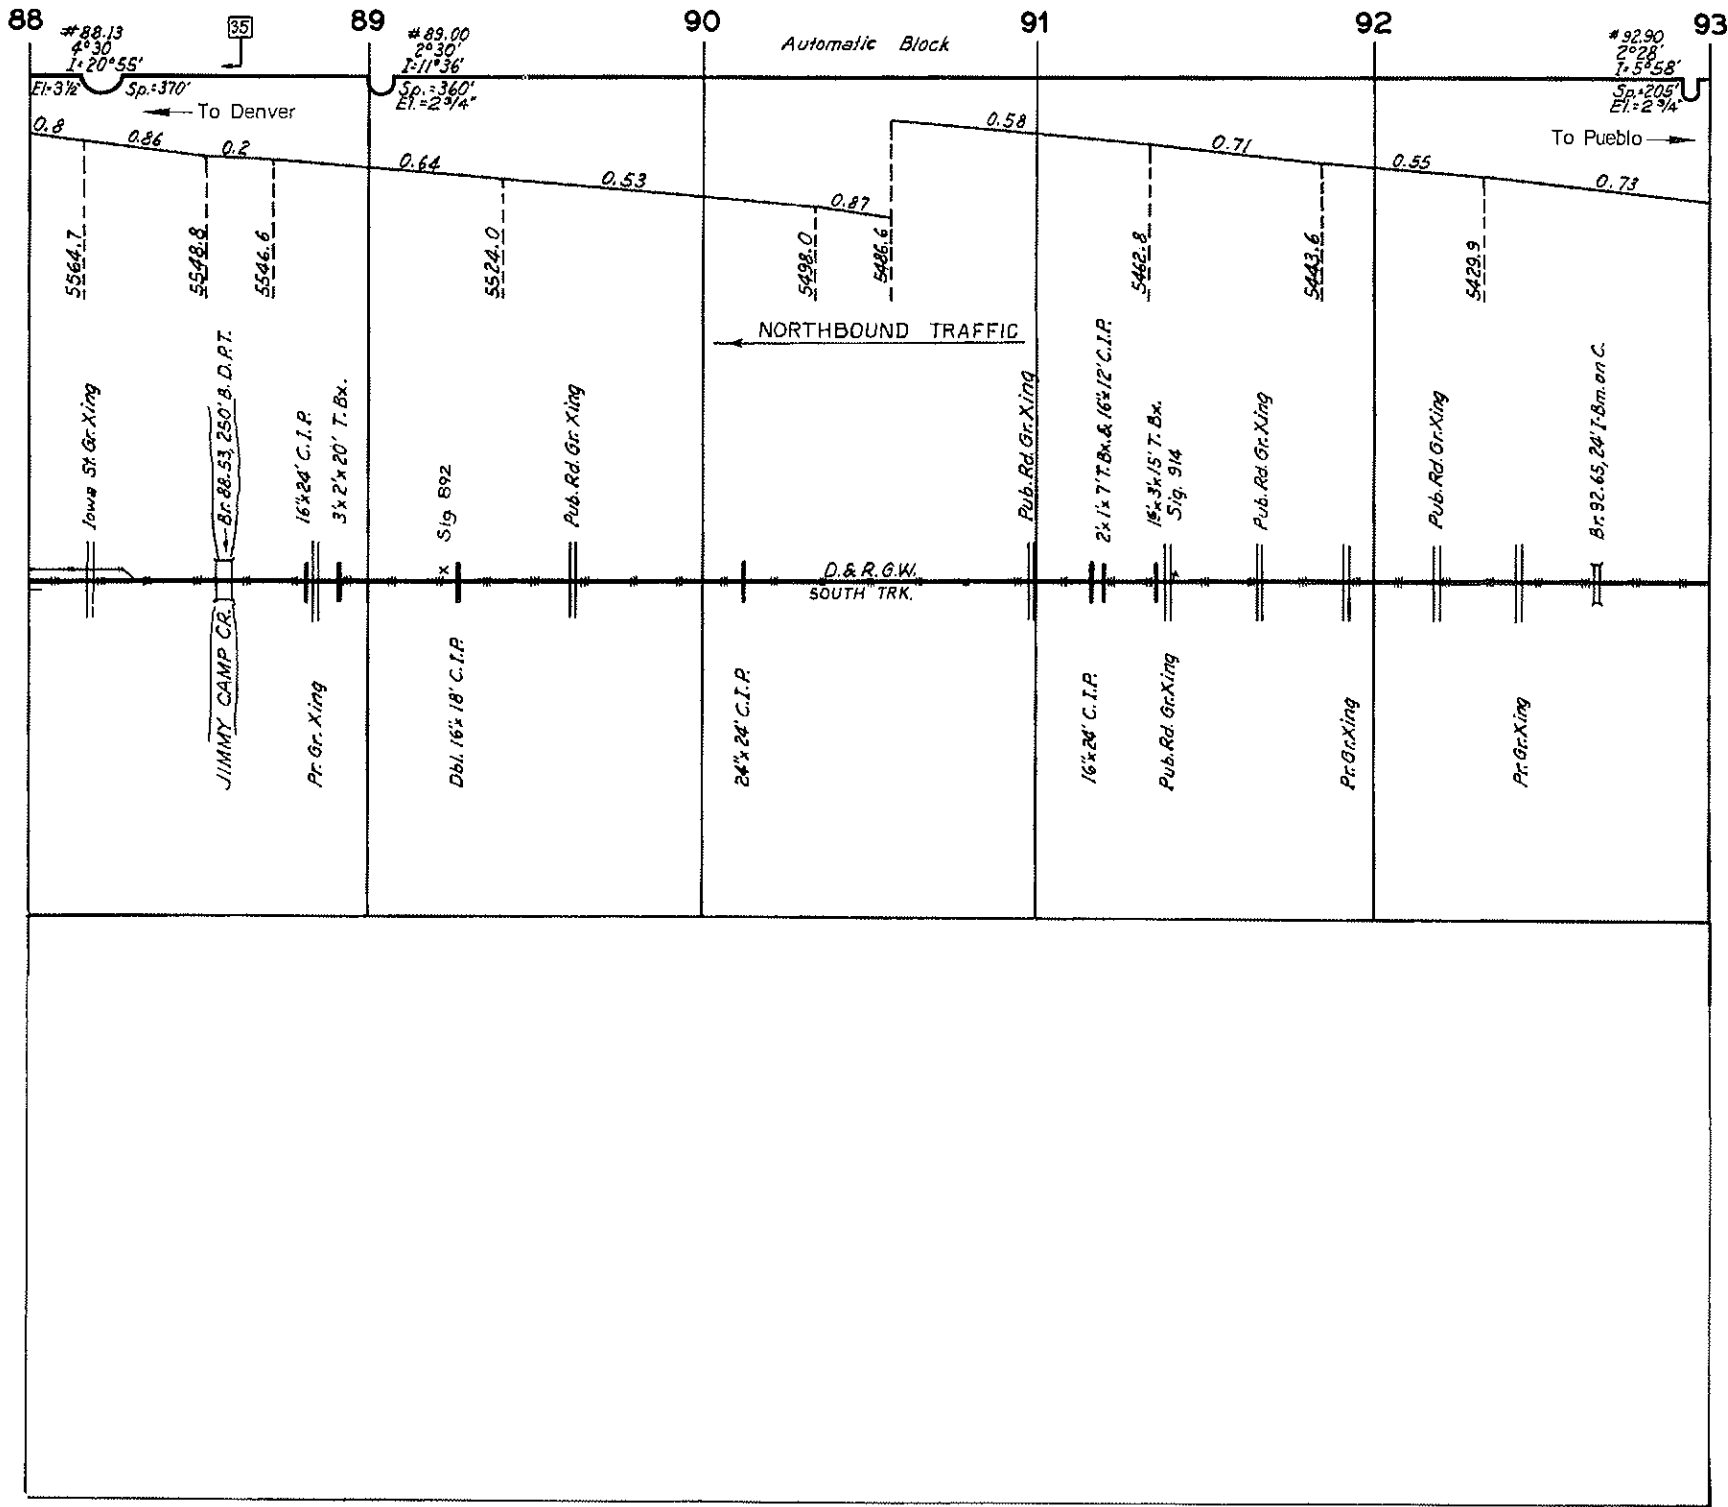 88
89
90
91
92
93
#88.13
4°30
I=20°55'
El=3½
Sp.=370'
35
#89.00
2°30'
I=11°36'
Sp.=360'
El.=2¾"
Automatic Block
#92.90
2°28'
I=5°58'
Sp.=205'
El.=2¾
To Denver
To Pueblo
0.8
0.86
0.2
0.64
0.53
0.87
0.58
0.71
0.55
0.73
5564.7
5548.8
5546.6
5524.0
5498.0
5486.6
5462.8
5443.6
5429.9
NORTHBOUND TRAFFIC
Iowa St. Gr. Xing
Br. 88.53, 250' B. D.P.T.
16"x24' C.I.P.
3'x2'x20' T.Bx.
Sig 892
Pub. Rd. Gr. Xing
Pub. Rd. Gr. Xing
2'x1'x7' T.Bx. & 16"x12' C.I.P.
x3'x15' T. Bx.
Sig. 914
Pub. Rd. Gr. Xing
Pub. Rd. Gr. Xing
Br. 92.65, 24' I-Bm. on C.
D. & R. G.W.
SOUTH TRK.
JIMMY CAMP CR.
Pr. Gr. Xing
Dbl. 16"x18' C.I.P.
24"x24' C.I.P.
16"x24' C.I.P.
Pub. Rd. Gr. Xing
Pr. Gr. Xing
Pr. Gr. Xing